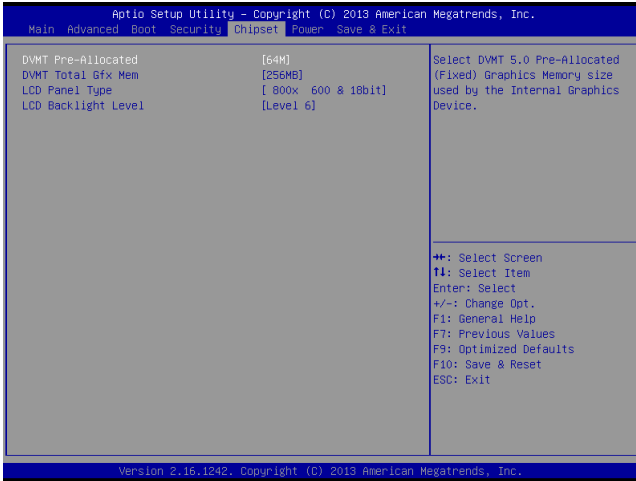 Aptio Setup Utility – Copyright (C) 2013 American Megatrends, Inc.
Main Advanced Boot Security Chipset Power Save & Exit
DVMT Pre-Allocated [64M]
DVMT Total Gfx Mem [256MB]
LCD Panel Type [ 800x 600 & 18bit]
LCD Backlight Level [Level 6]
Select DVMT 5.0 Pre-Allocated
(Fixed) Graphics Memory size
used by the Internal Graphics
Device.
→←: Select Screen
↑↓: Select Item
Enter: Select
+/-: Change Opt.
F1: General Help
F7: Previous Values
F9: Optimized Defaults
F10: Save & Reset
ESC: Exit
Version 2.16.1242. Copyright (C) 2013 American Megatrends, Inc.